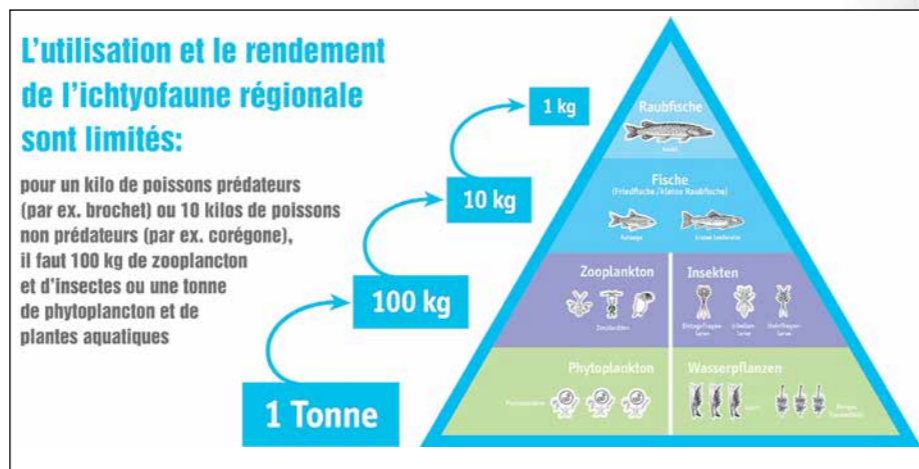 L'utilisation et le rendement
de l'ichtyofaune régionale
sont limités:
pour un kilo de poissons prédateurs
(par ex. brochet) ou 10 kilos de poissons
non prédateurs (par ex. corégone),
il faut 100 kg de zooplancton
et d'insectes ou une tonne
de phytoplancton et de
plantes aquatiques
1 kg
10 kg
100 kg
1 Tonne
Raubfische
Fische
(Friedfische / kleine Raubfische)
Zooplankton
Insekten
Phytoplankton
Wasserpflanzen